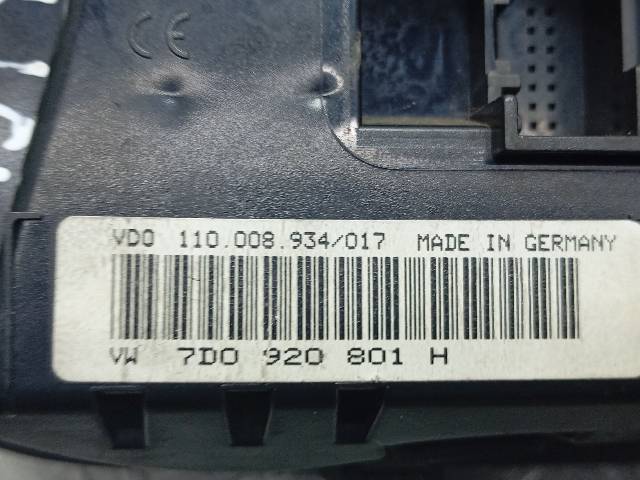 CE
VDO 110.008.934/017 MADE IN GERMANY
VW 7D0 920 801 H